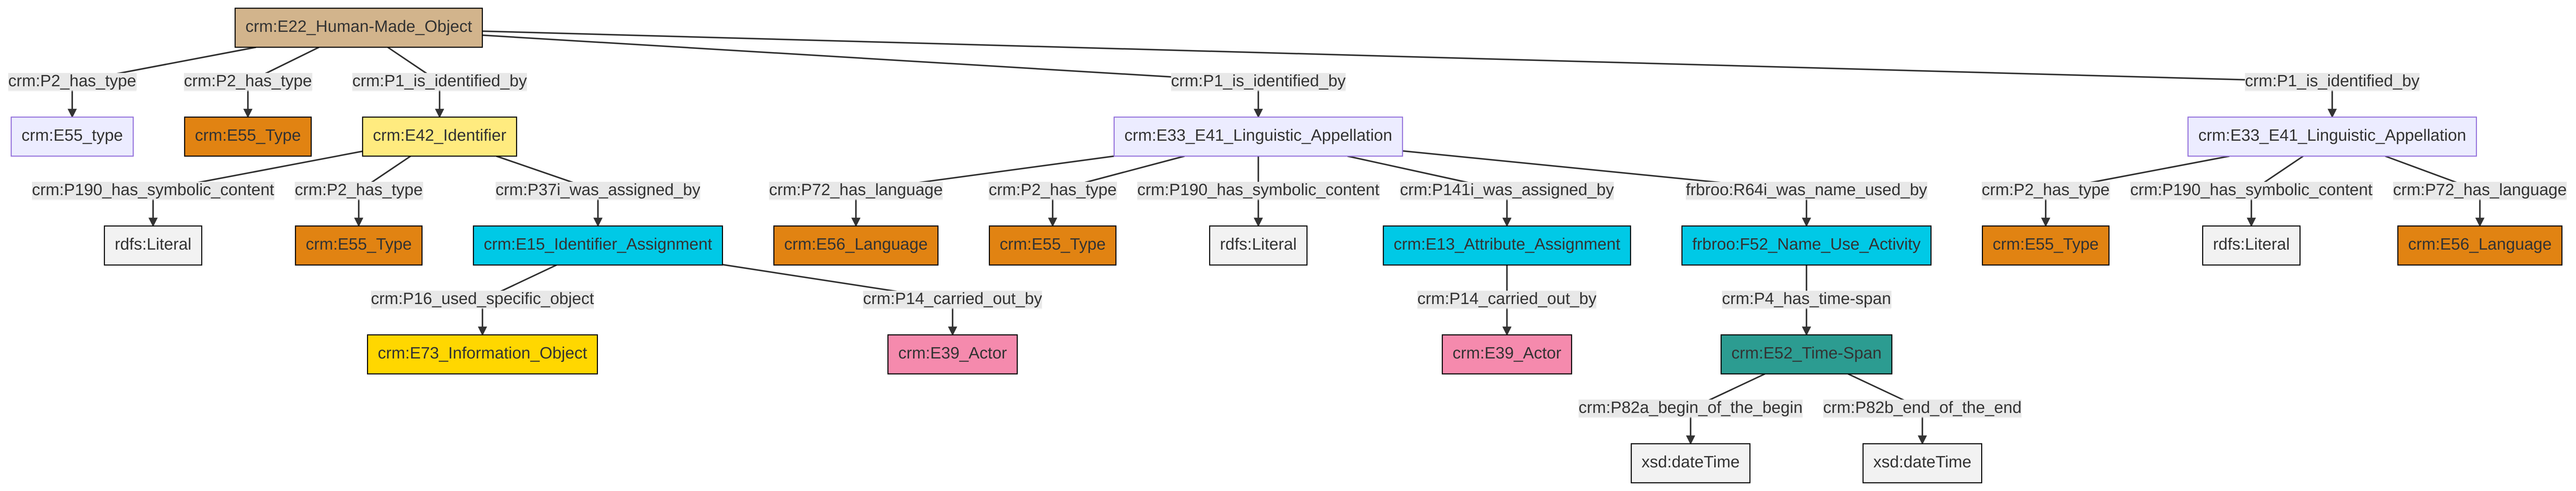 crm:E22_Human-Made_Object
crm:P2_has_type
crm:P2_has_type
crm:P1_is_identified_by
crm:P1_is_identified_by
crm:P1_is_identified_by
crm:E55_type
crm:E55_Type
crm:E42_Identifier
crm:E33_E41_Linguistic_Appellation
crm:E33_E41_Linguistic_Appellation
crm:P190_has_symbolic_content
crm:P2_has_type
crm:P37i_was_assigned_by
crm:P72_has_language
crm:P2_has_type
crm:P190_has_symbolic_content
crm:P141i_was_assigned_by
frbroo:R64i_was_name_used_by
crm:P2_has_type
crm:P190_has_symbolic_content
crm:P72_has_language
rdfs:Literal
crm:E55_Type
crm:E15_Identifier_Assignment
crm:E56_Language
crm:E55_Type
rdfs:Literal
crm:E13_Attribute_Assignment
frbroo:F52_Name_Use_Activity
crm:E55_Type
rdfs:Literal
crm:E56_Language
crm:P16_used_specific_object
crm:P14_carried_out_by
crm:P14_carried_out_by
crm:P4_has_time-span
crm:E73_Information_Object
crm:E39_Actor
crm:E39_Actor
crm:E52_Time-Span
crm:P82a_begin_of_the_begin
crm:P82b_end_of_the_end
xsd:dateTime
xsd:dateTime